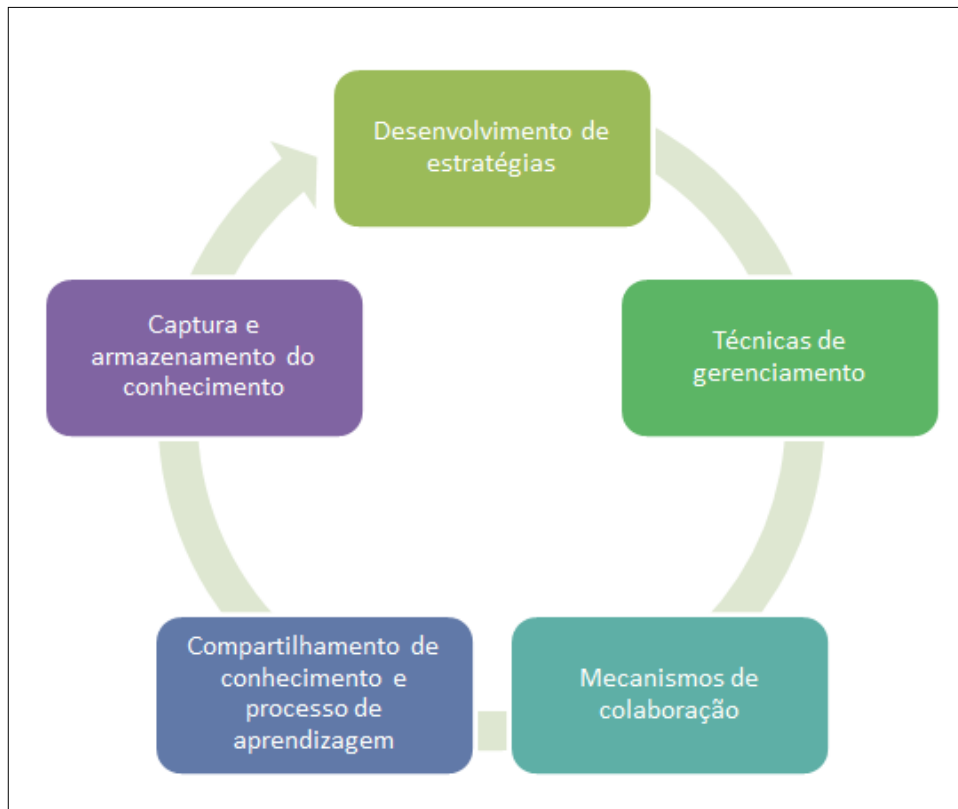 Desenvolvimento de
estratégias
Técnicas de
gerenciamento
Mecanismos de
colaboração
Compartilhamento de
conhecimento e
processo de
aprendizagem
Captura e
armazenamento do
conhecimento